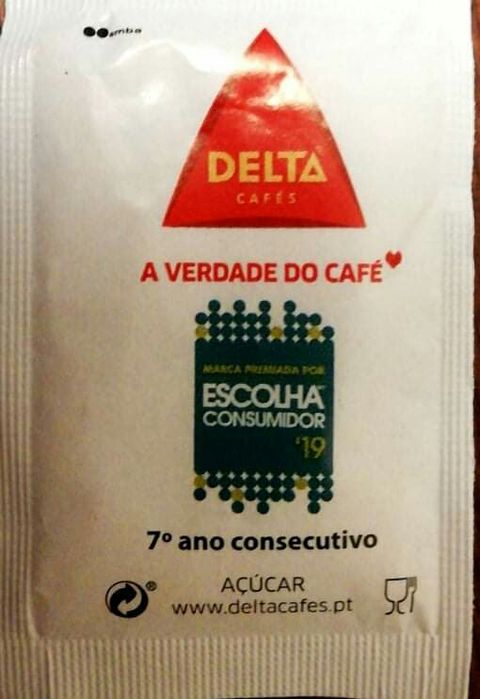 DELTA
CAFÉS
A VERDADE DO CAFÉ
MARCA PREMIADA POR
ESCOLHA
CONSUMIDOR
'19
7º ano consecutivo
AÇÚCAR
www.deltacafes.pt